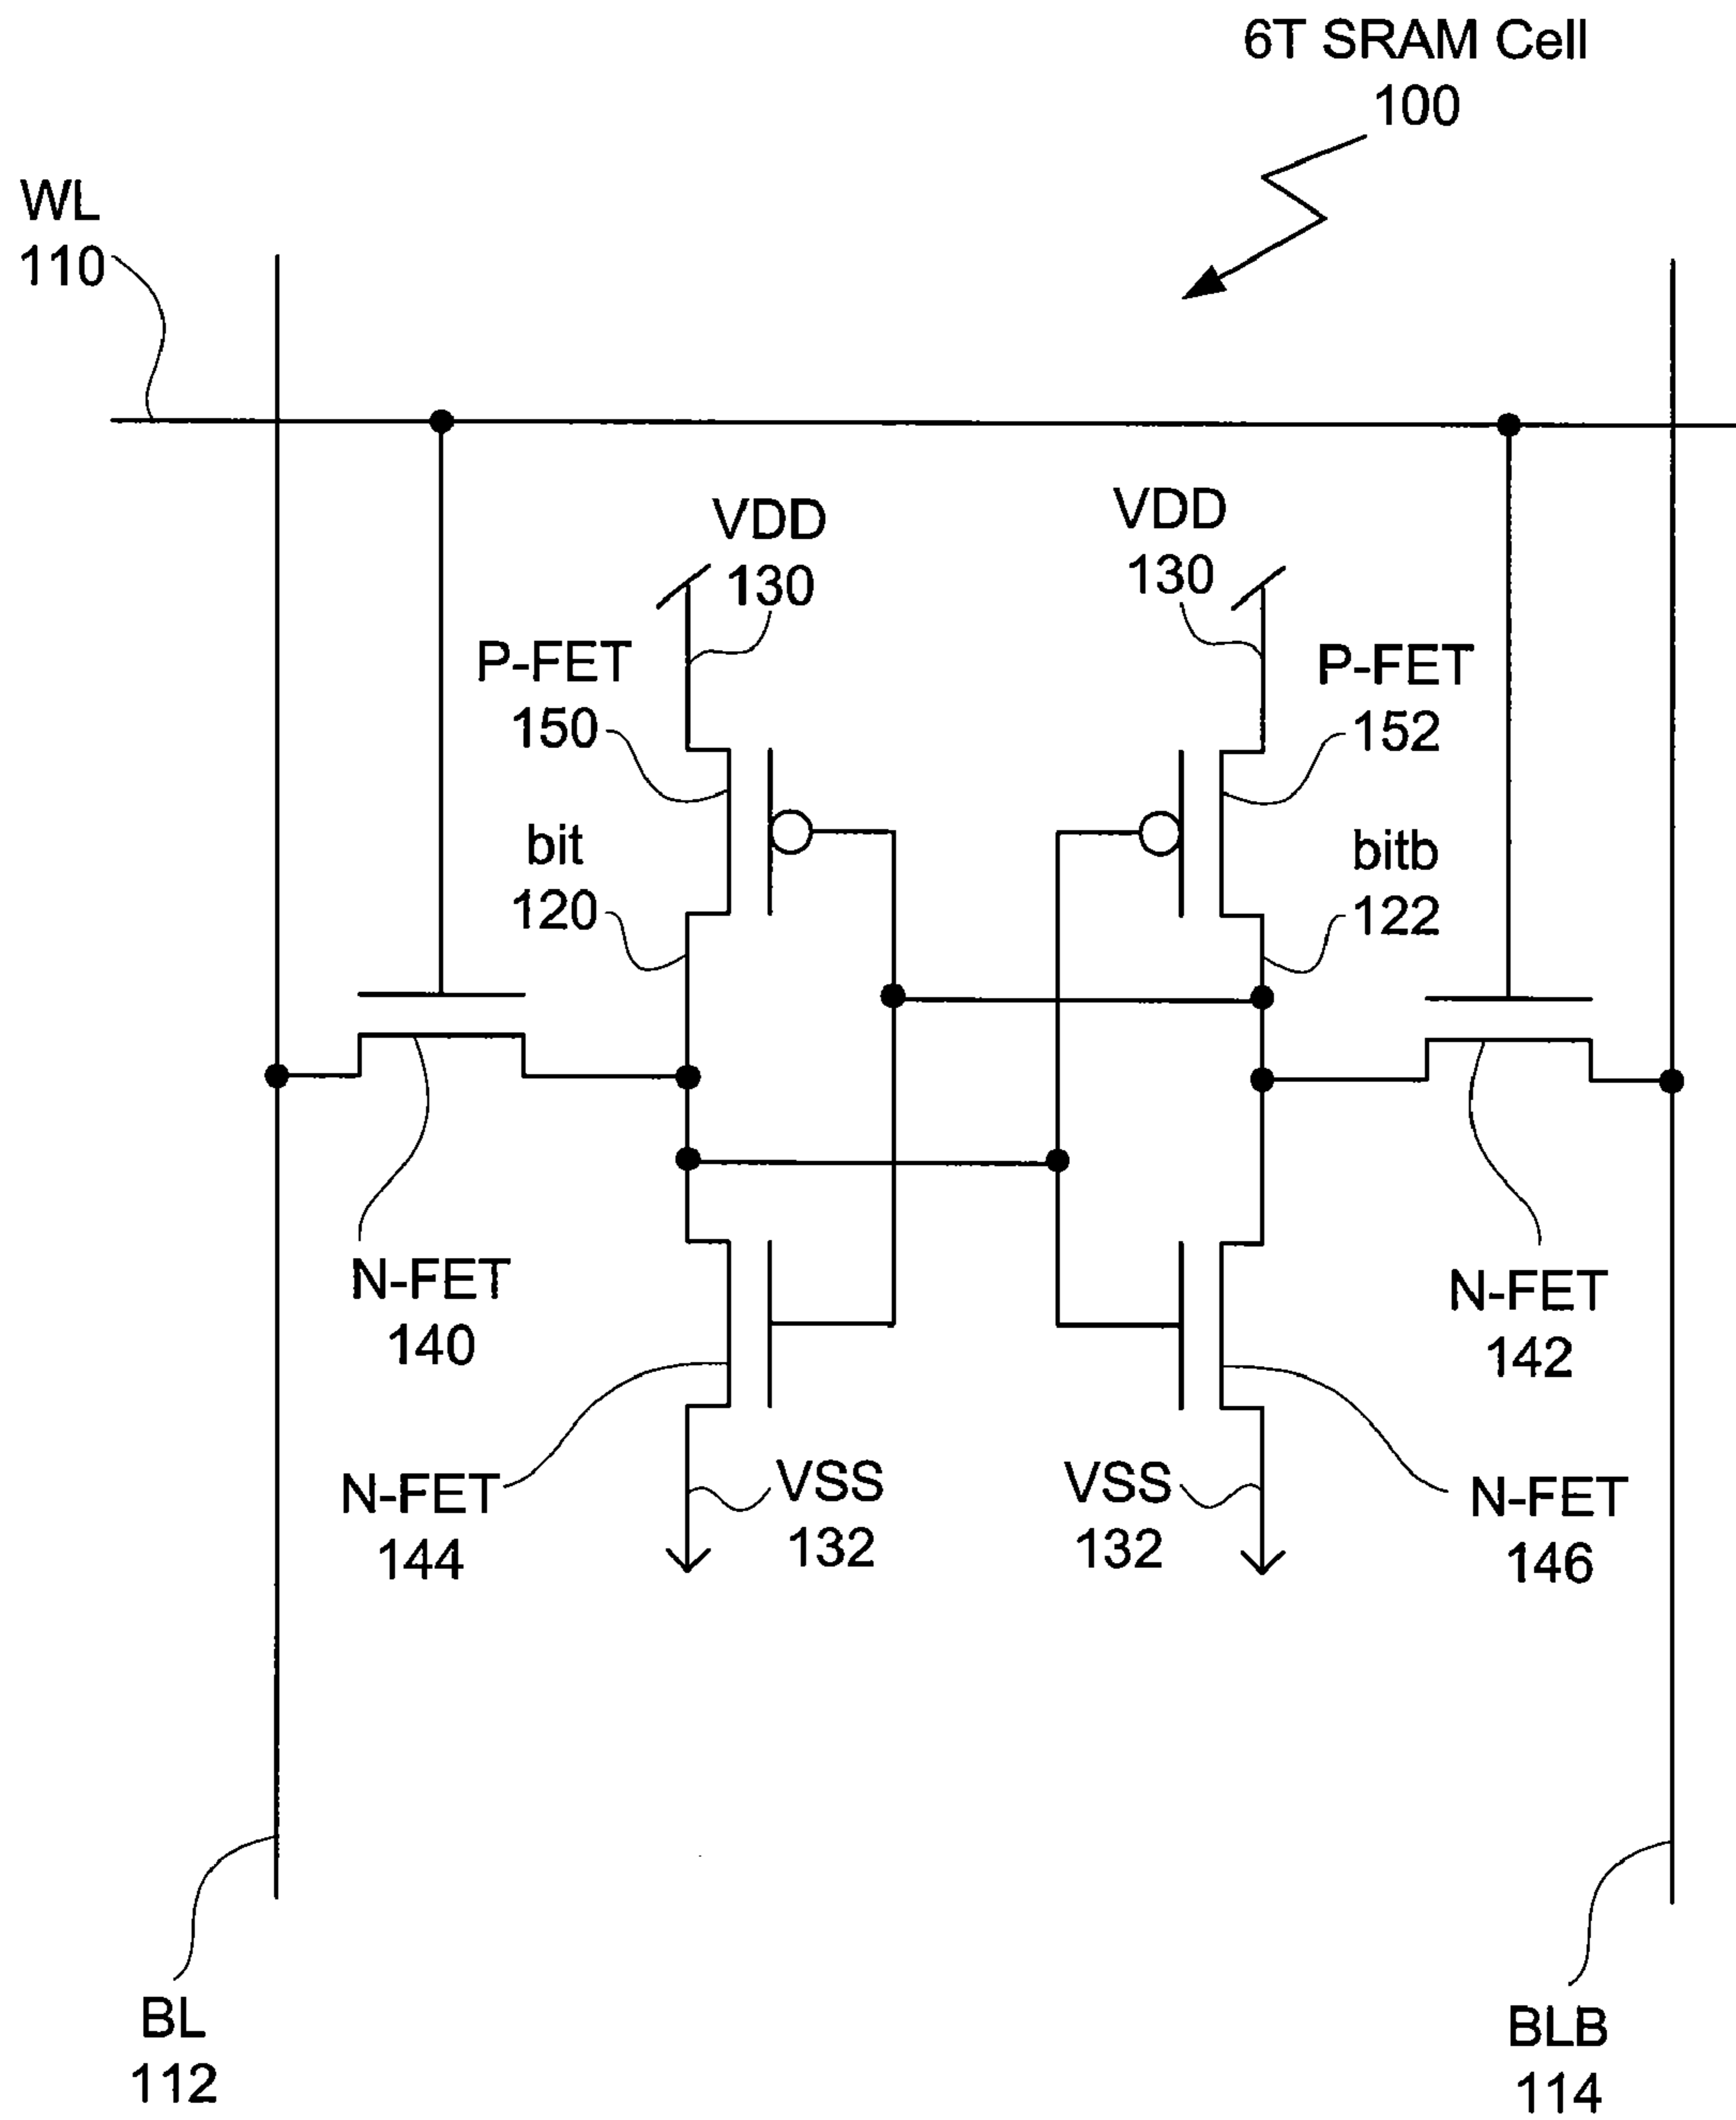 6T SRAM Cell
100
WL
110
VDD
130
VDD
130
P-FET
150
P-FET
152
bit
120
bitb
122
N-FET
140
N-FET
142
N-FET
144
VSS
132
VSS
132
N-FET
146
BL
112
BLB
114